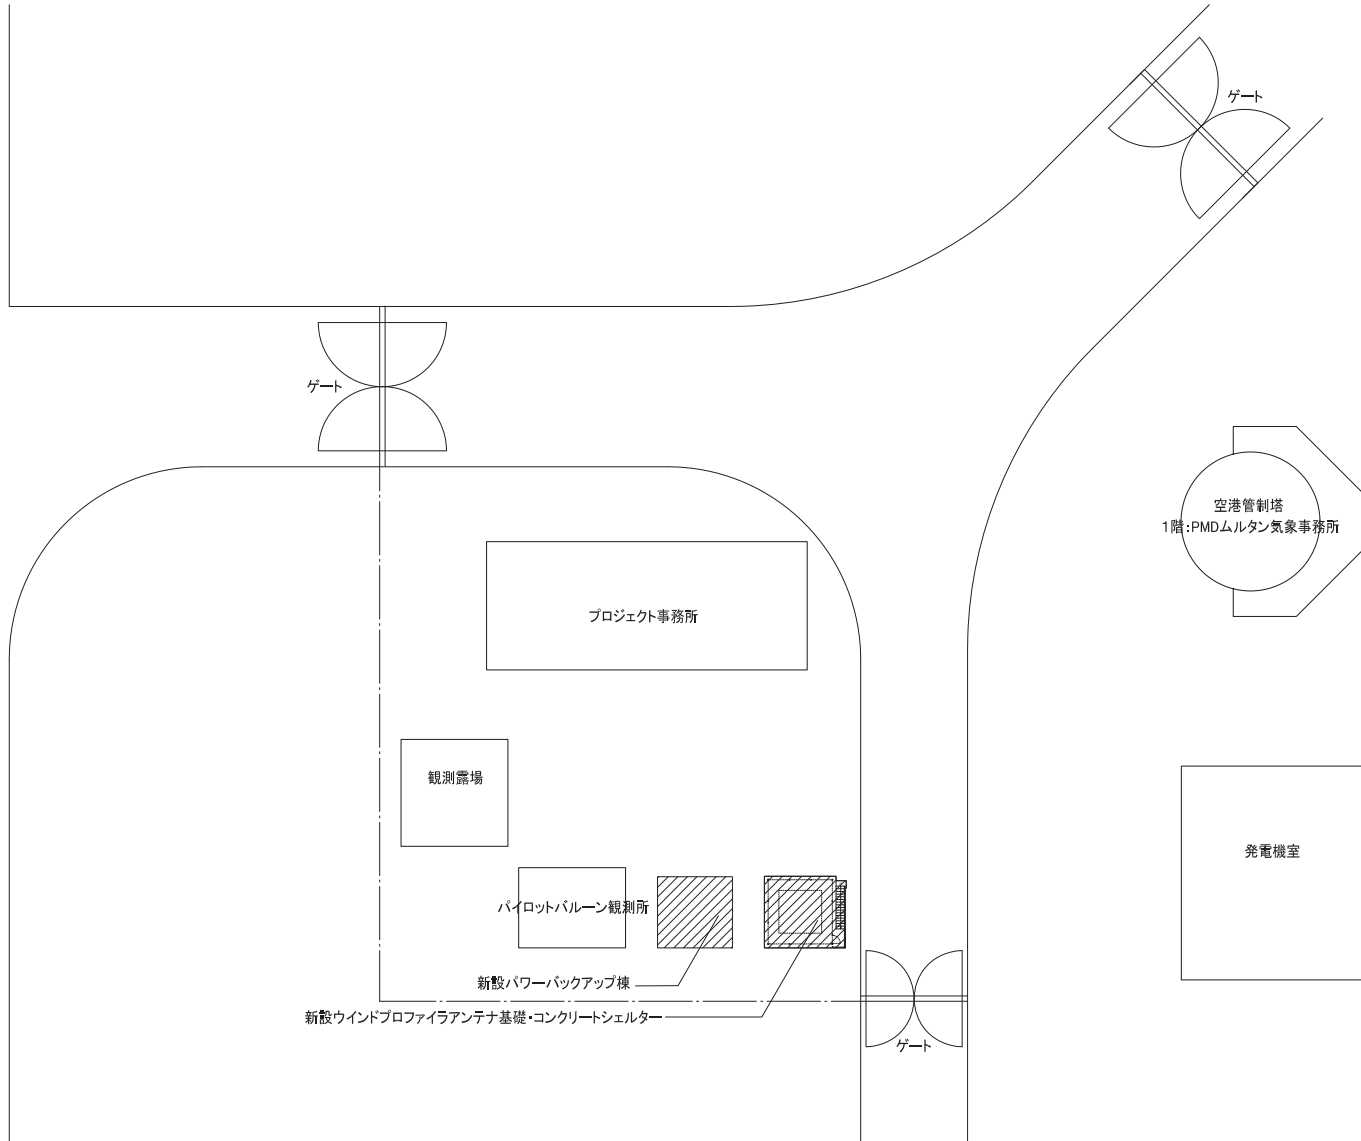 ゲート
ゲート
空港管制塔
1階:PMDムルタン気象事務所
プロジェクト事務所
観測露場
発電機室
パイロットバルーン観測所
新設パワーバックアップ棟
新設ウインドプロファイラアンテナ基礎・コンクリートシェルター
ゲート